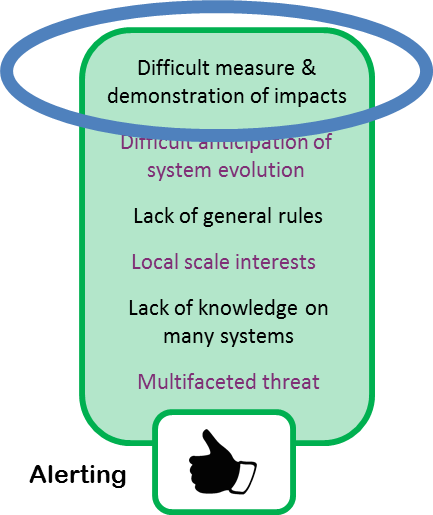 Difficult measure &
demonstration of impacts
Difficult anticipation of
system evolution
Lack of general rules
Local scale interests
Lack of knowledge on
many systems
Multifaceted threat
Alerting